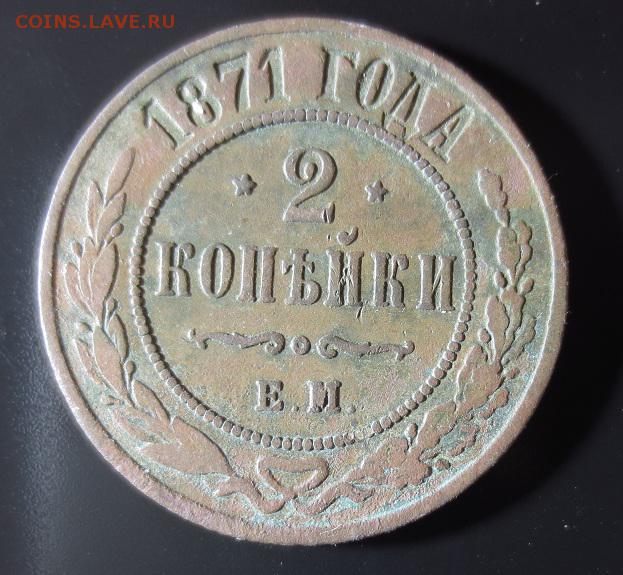 COINS.LAVE.RU
1871 ГОДА
2
КОПѢЙКИ
Е.М.